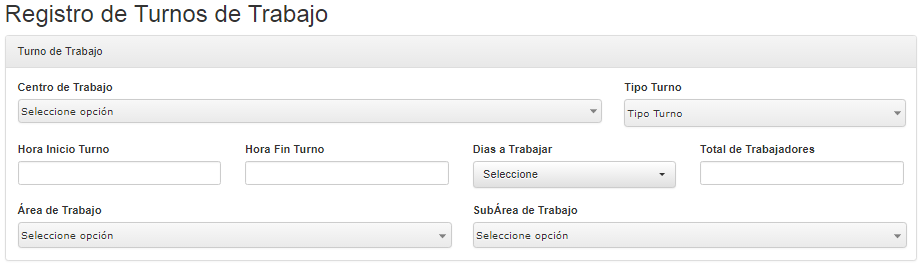 Registro de Turnos de Trabajo
Turno de Trabajo
Centro de Trabajo Tipo Turno
Seleccione opción Tipo Turno
Hora Inicio Turno Hora Fin Turno Dias a Trabajar Total de Trabajadores
Seleccione
Área de Trabajo SubÁrea de Trabajo
Seleccione opción Seleccione opción